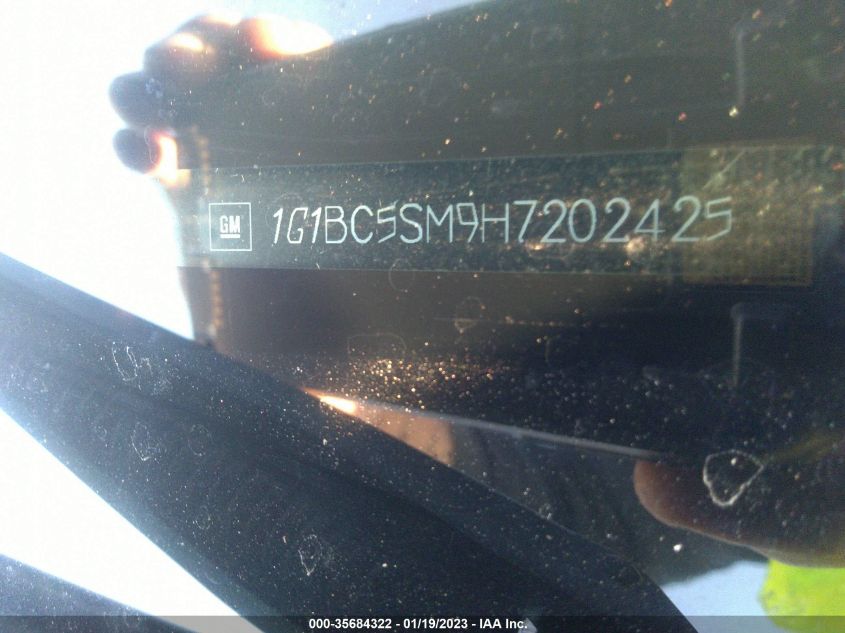 GM 1G1BC5SM9H7202425
000-35684322 / 01/19/2023 - IAA Inc.